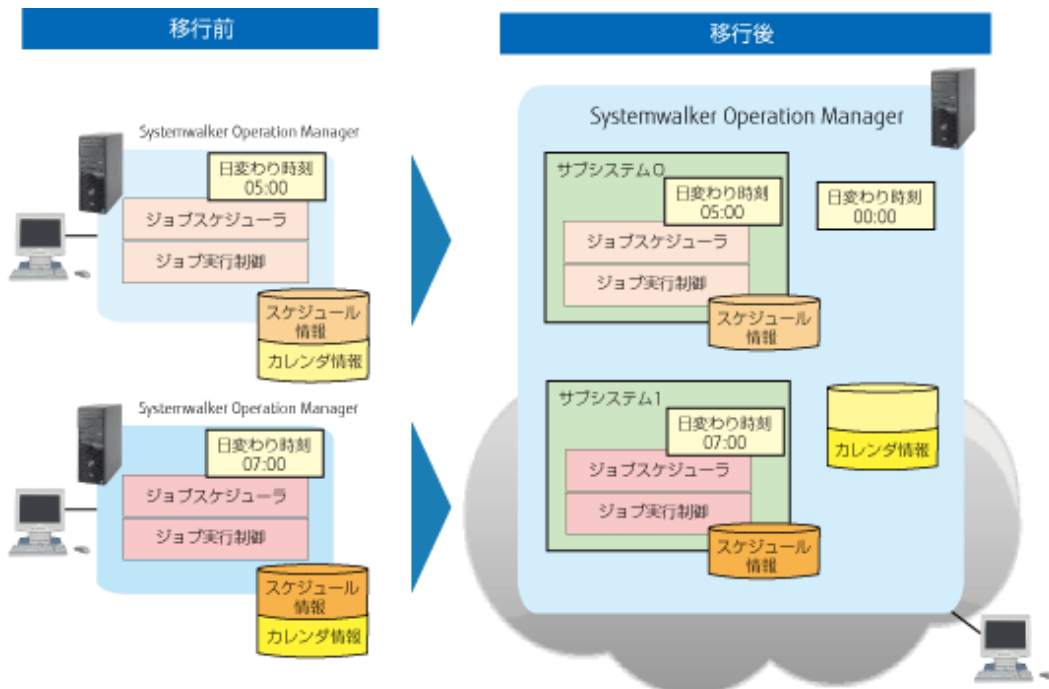 移行前
Systemwalker Operation Manager
日変わり時刻
05:00
ジョブスケジューラ
ジョブ実行制御
スケジュール
情報
カレンダ情報
Systemwalker Operation Manager
日変わり時刻
07:00
ジョブスケジューラ
ジョブ実行制御
スケジュール
情報
カレンダ情報
移行後
Systemwalker Operation Manager
サブシステム0
日変わり時刻
05:00
日変わり時刻
00:00
ジョブスケジューラ
ジョブ実行制御
スケジュール
情報
サブシステム1
日変わり時刻
07:00
ジョブスケジューラ
ジョブ実行制御
スケジュール
情報
カレンダ情報